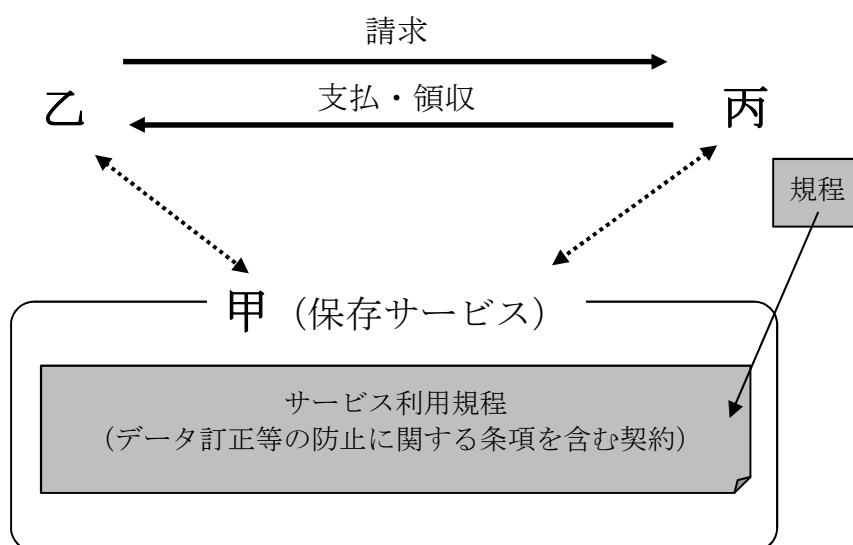 請求
支払・領収
乙
丙
規程
甲（保存サービス）
サービス利用規程
（データ訂正等の防止に関する条項を含む契約）